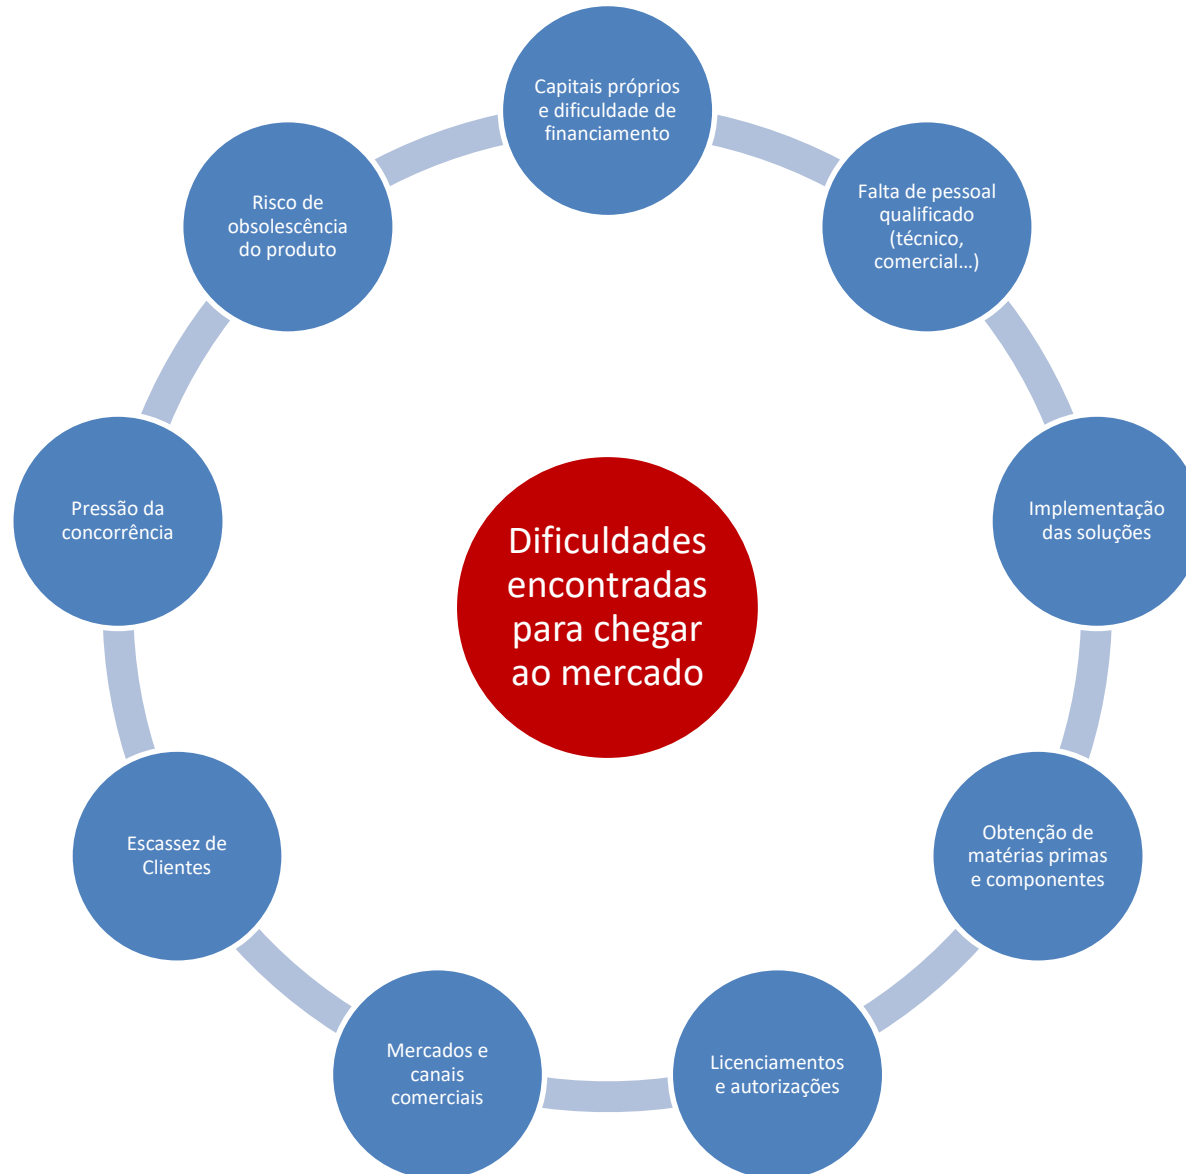 Capitais próprios
e dificuldade de
financiamento
Falta de pessoal
qualificado
(técnico,
comercial...)
Implementação
das soluções
Obtenção de
matérias primas
e componentes
Licenciamentos
e autorizações
Mercados e
canais
comerciais
Escassez de
Clientes
Pressão da
concorrência
Risco de
obsolescência
do produto
Dificuldades
encontradas
para chegar
ao mercado